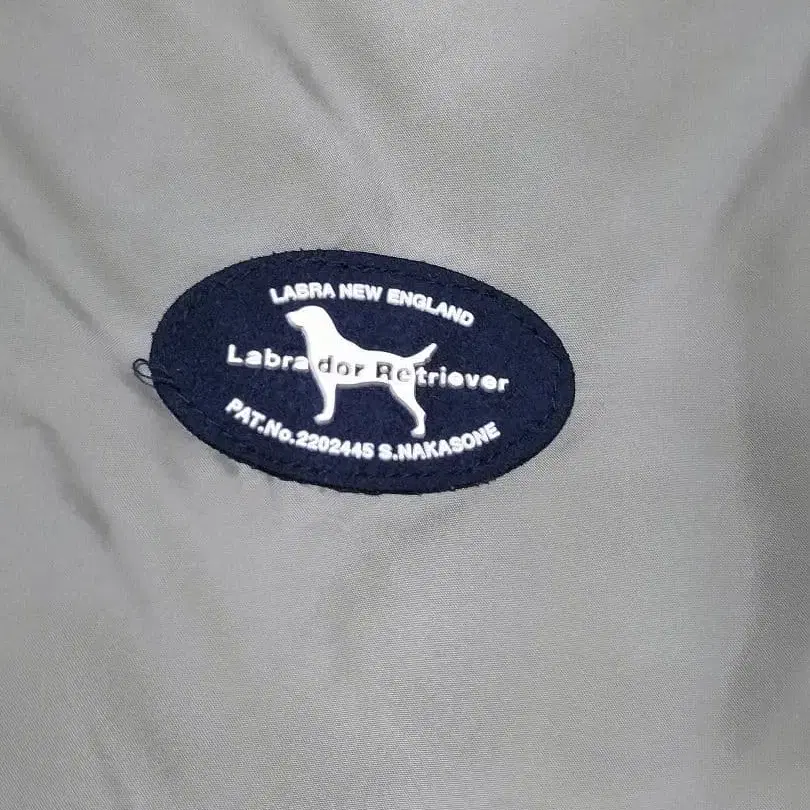 LABRA NEW ENGLAND
Labrador Retriever
PAT.No.2202445 S.NAKASONE